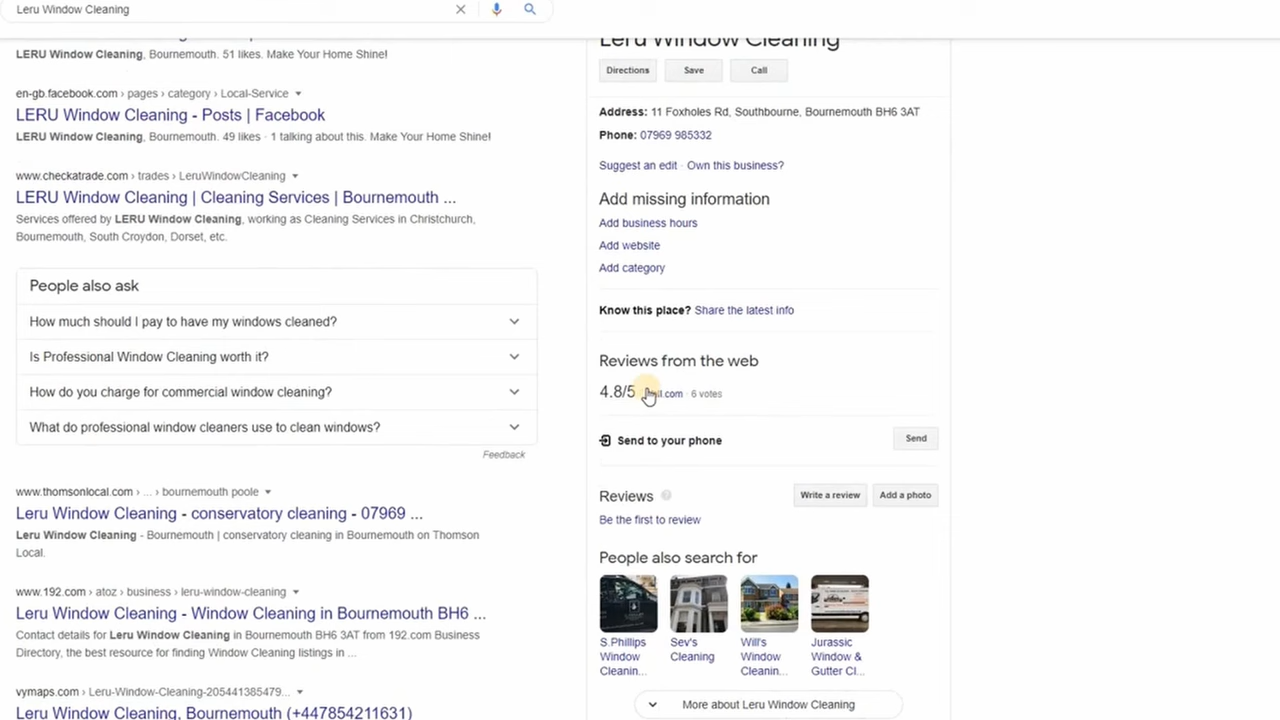 Leru Window Cleaning
LERU Window Cleaning, Bournemouth. 51 likes. Make Your Home Shine!
en-gb.facebook.com › pages › category › Local-Service
LERU Window Cleaning - Posts | Facebook
LERU Window Cleaning, Bournemouth. 49 likes · 1 talking about this. Make Your Home Shine!
www.checkatrade.com › trades › LeruWindowCleaning
LERU Window Cleaning | Cleaning Services | Bournemouth ...
Services offered by LERU Window Cleaning, working as Cleaning Services in Christchurch,
Bournemouth, South Croydon, Dorset, etc.
People also ask
How much should I pay to have my windows cleaned?
Is Professional Window Cleaning worth it?
How do you charge for commercial window cleaning?
What do professional window cleaners use to clean windows?
Feedback
www.thomsonlocal.com › ... › bournemouth poole
Leru Window Cleaning - conservatory cleaning - 07969 ...
Leru Window Cleaning - Bournemouth | conservatory cleaning in Bournemouth on Thomson
Local.
www.192.com › atoz › business › leru-window-cleaning
Leru Window Cleaning - Window Cleaning in Bournemouth BH6 ...
Contact details for Leru Window Cleaning in Bournemouth BH6 3AT from 192.com Business
Directory, the best resource for finding Window Cleaning listings in ...
vymaps.com › Leru-Window-Cleaning-205441385479...
Leru Window Cleaning, Bournemouth (+447854211631)
Leru Window Cleaning
Directions Save Call
Address: 11 Foxholes Rd, Southbourne, Bournemouth BH6 3AT
Phone: 07969 985332
Suggest an edit · Own this business?
Add missing information
Add business hours
Add website
Add category
Know this place? Share the latest info
Reviews from the web
4.8/5 · 6 votes
Send to your phone Send
Reviews Write a review Add a photo
Be the first to review
People also search for
S.Phillips
Window
Cleanin...
Sev's
Cleaning
Will's
Window
Cleanin...
Jurassic
Window &
Gutter Cl...
More about Leru Window Cleaning